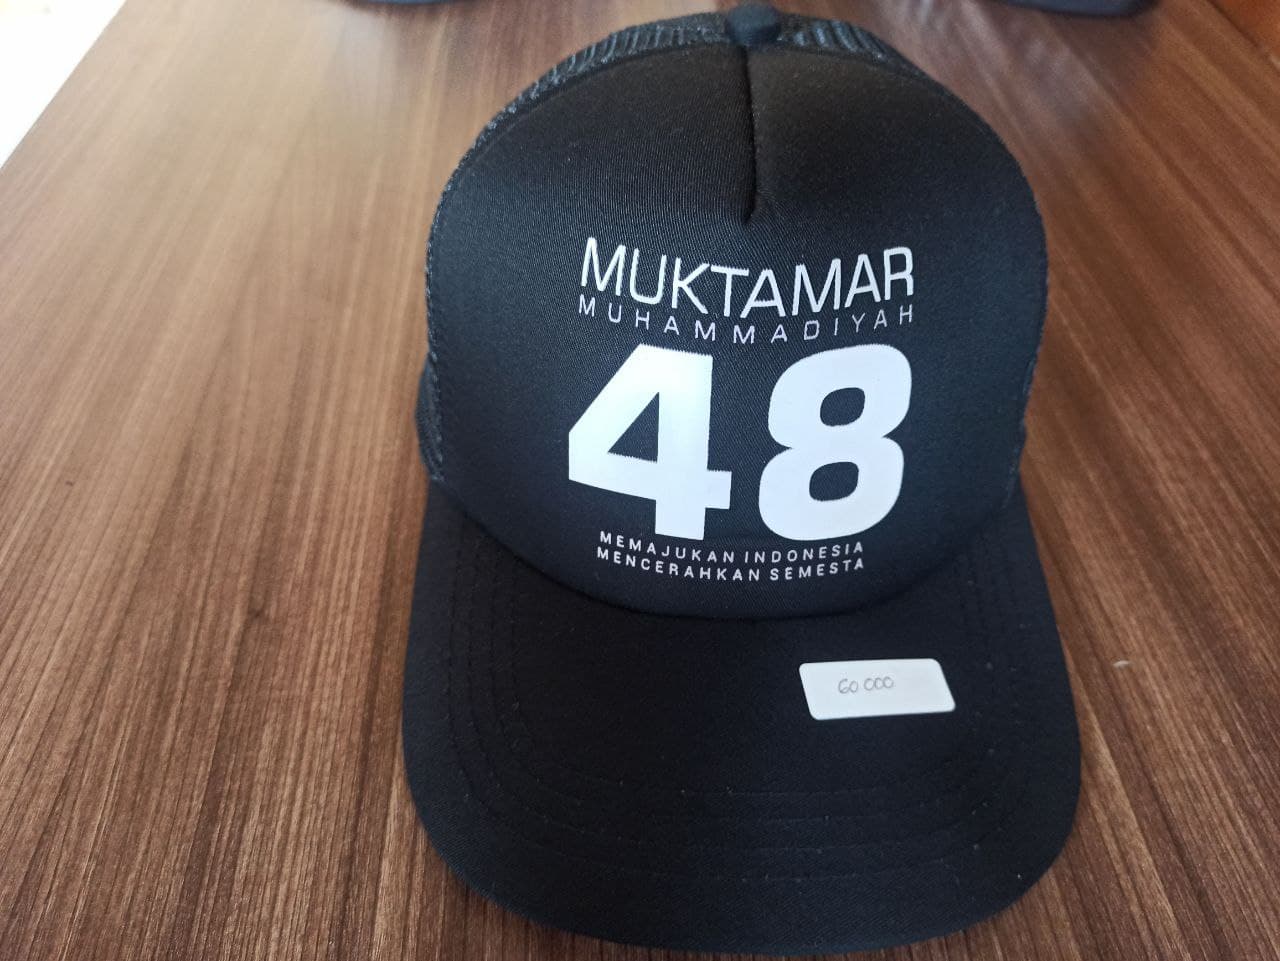 MUKTAMAR
MUHAMMADIYAH
48
MEMAJUKAN INDONESIA
MENCERAHKAN SEMESTA
60 000